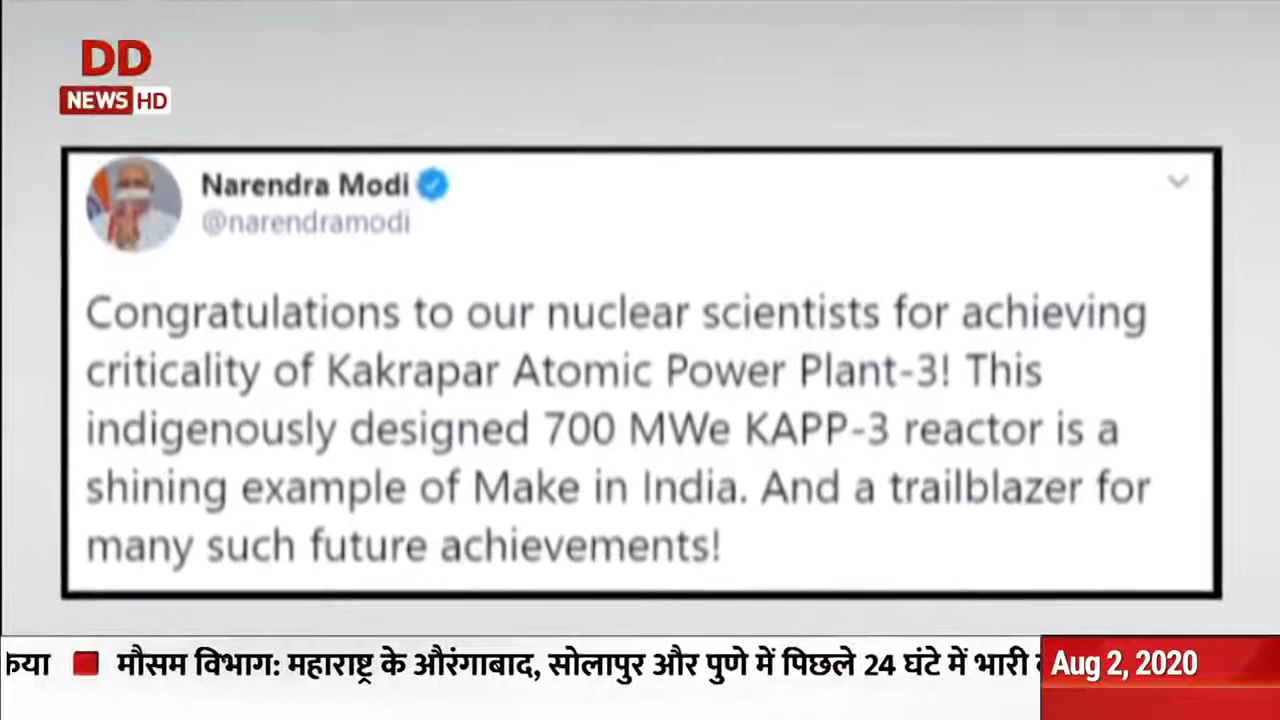 DD
NEWS HD
Narendra Modi
@narendramodi
Congratulations to our nuclear scientists for achieving
criticality of Kakrapar Atomic Power Plant-3! This
indigenously designed 700 MWe KAPP-3 reactor is a
shining example of Make in India. And a trailblazer for
many such future achievements!
मौसम विभाग: महाराष्ट्र के औरंगाबाद, सोलापुर और पुणे में पिछले 24 घंटे में भारी
Aug 2, 2020